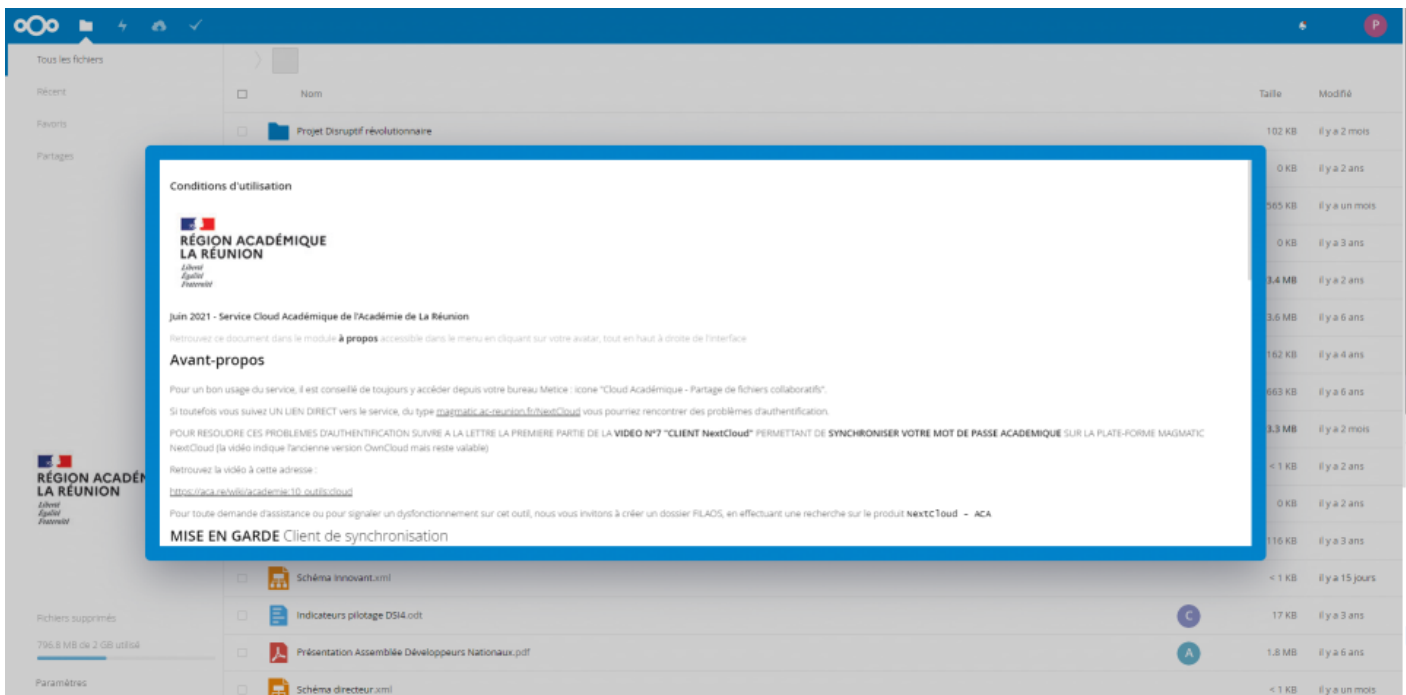 P
Tous les fichiers
Récent
Nom
Taille
Modifié
Favoris
Projet Disruptif révolutionnaire
102 KB
il y a 2 mois
Partages
0 KB
il y a 2 ans
Conditions d'utilisation
565 KB
il y a un mois
RÉGION ACADÉMIQUE
LA RÉUNION
Liberté
Égalité
Fraternité
0 KB
il y a 3 ans
3.4 MB
il y a 2 ans
Juin 2021 - Service Cloud Académique de l'Académie de La Réunion
3.6 MB
il y a 6 ans
Retrouvez ce document dans le module à propos accessible dans le menu en cliquant sur votre avatar, tout en haut à droite de l'interface
Avant-propos
162 KB
il y a 4 ans
Pour un bon usage du service, il est conseillé de toujours y accéder depuis votre bureau Metice : icone "Cloud Académique - Partage de fichiers collaboratifs".
663 KB
il y a 6 ans
Si toutefois vous suivez UN LIEN DIRECT vers le service, du type magmatic.ac-reunion.fr/NextCloud vous pourriez rencontrer des problèmes d'authentification.
POUR RESOUDRE CES PROBLEMES D'AUTHENTIFICATION SUIVRE A LA LETTRE LA PREMIERE PARTIE DE LA VIDEO N°7 "CLIENT NextCloud" PERMETTANT DE SYNCHRONISER VOTRE MOT DE PASSE ACADEMIQUE SUR LA PLATE-FORME MAGMATIC
NextCloud (la vidéo indique l'ancienne version OwnCloud mais reste valable)
3.3 MB
il y a 2 mois
Retrouvez la vidéo à cette adresse :
< 1 KB
il y a 2 ans
https://aca.re/wiki/academie:10_outils:cloud
RÉGION ACADÉM
LA RÉUNION
Liberté
Égalité
Fraternité
0 KB
il y a 2 ans
Pour toute demande d'assistance ou pour signaler un dysfonctionnement sur cet outil, nous vous invitons à créer un dossier FILAOS, en effectuant une recherche sur le produit Nextcloud - ACA
MISE EN GARDE Client de synchronisation
116 KB
il y a 3 ans
Schéma innovant.xml
< 1 KB
il y a 15 jours
Fichiers supprimés
Indicateurs pilotage DSI4.odt
C
17 KB
il y a 3 ans
796.8 MB de 2 GB utilisé
Présentation Assemblée Développeurs Nationaux.pdf
A
1.8 MB
il y a 6 ans
Paramètres
Schéma directeur.xml
< 1 KB
il y a un mois